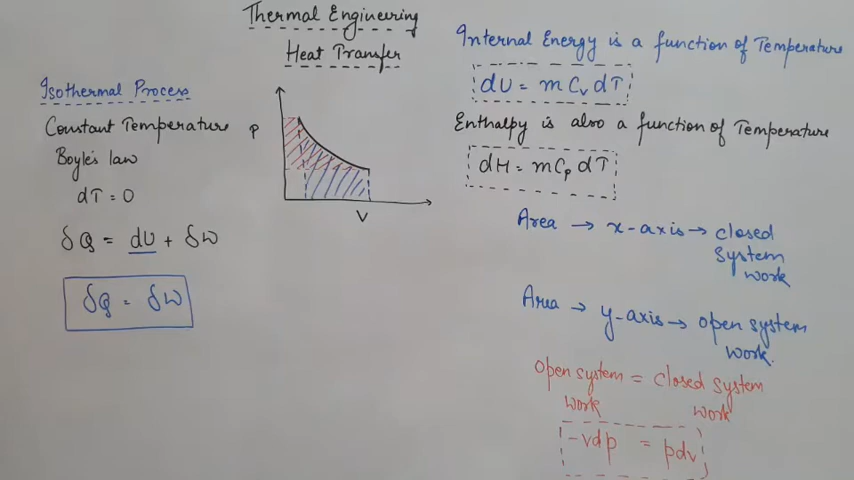 Thermal Engineering
Heat Transfer
Isothermal Process
Constant Temperature
Boyle's law
dT = 0
δQ = dU + δW
δQ = δW
P
V
Internal Energy is a function of Temperature
dU = mCv dT
Enthalpy is also a function of Temperature
dH = mCp dT
Area → x-axis → closed
system
work
Area → y-axis → open system
work.
open system = closed system
work work
-vdp = pdv